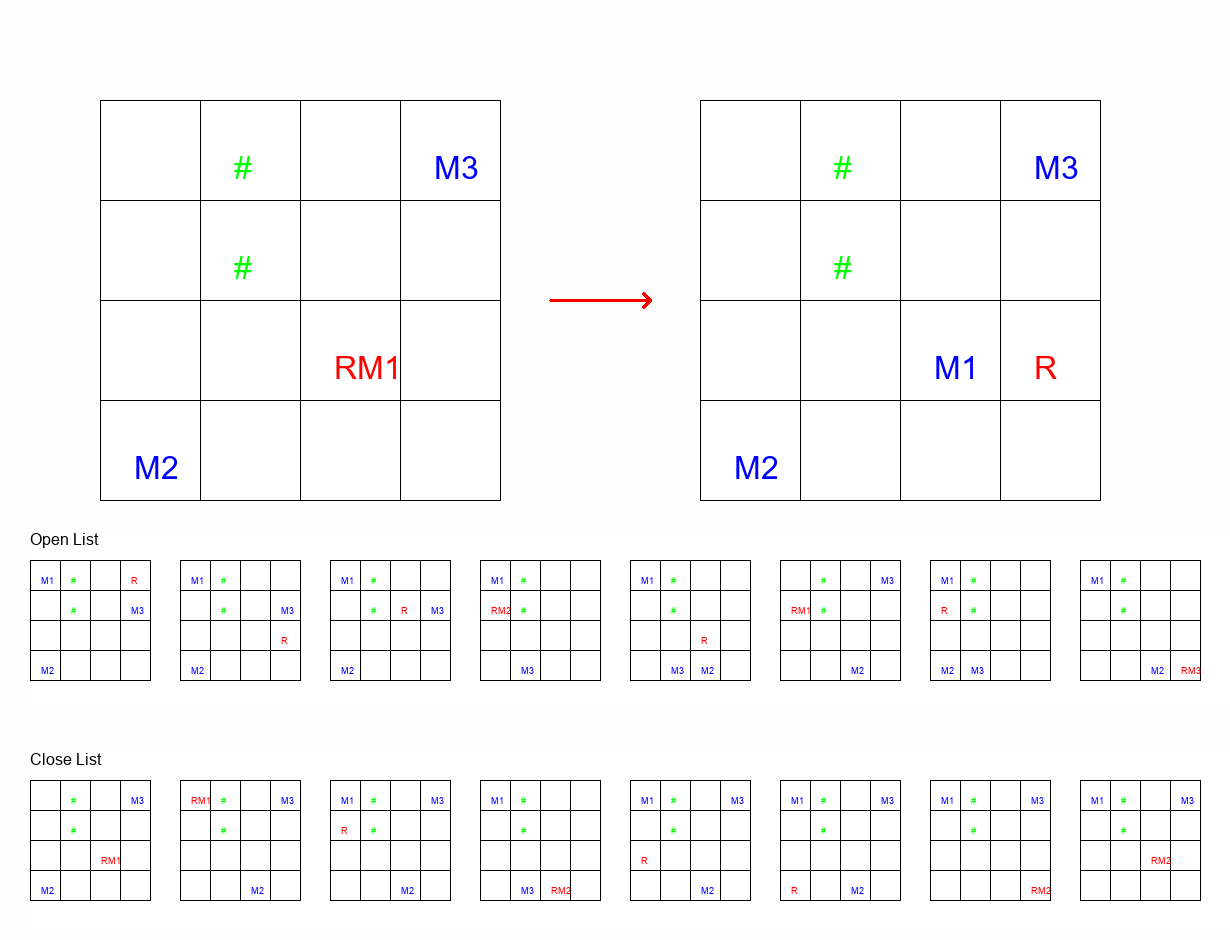 # M3 # M3
# #
RM1 M1 R
M2 M2
Open List
M1 # R M1 # M1 # M1 # M1 # # M3 M1 # M1 #
# M3 # M3 # R M3 RM2 # # RM1 # R # #
R R
M2 M2 M2 M3 M3 M2 M2 M2 M3 M2 RM3
Close List
# M3 RM1 # M3 M1 # M3 M1 # M1 # M3 M1 # M3 M1 # M3 M1 # M3
# # R # # # # # #
RM1 R RM2
M2 M2 M2 M3 RM2 M2 R M2 RM2